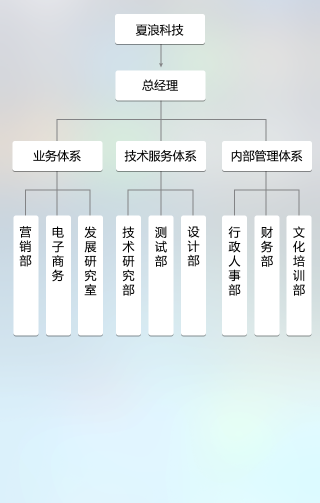 夏浪科技
总经理
业务体系
技术服务体系
内部管理体系
营销部
电子商务
发展研究室
技术研究部
测试部
设计部
行政人事部
财务部
文化培训部